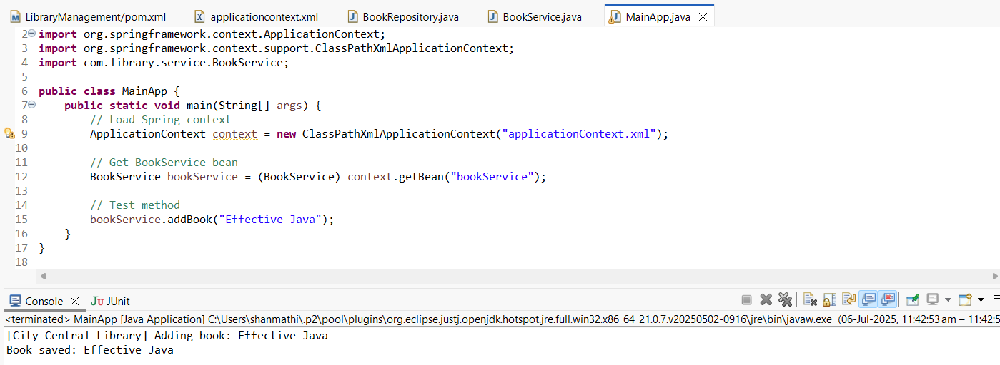 LibraryManagement/pom.xml applicationcontext.xml BookRepository.java BookService.java MainApp.java
2 import org.springframework.context.ApplicationContext;
3 import org.springframework.context.support.ClassPathXmlApplicationContext;
4 import com.library.service.BookService;
5
6 public class MainApp {
7     public static void main(String[] args) {
8         // Load Spring context
9         ApplicationContext context = new ClassPathXmlApplicationContext("applicationContext.xml");
10
11         // Get BookService bean
12         BookService bookService = (BookService) context.getBean("bookService");
13
14         // Test method
15         bookService.addBook("Effective Java");
16     }
17 }
18
Console JUnit
<terminated> MainApp [Java Application] C:\Users\shanmathi\.p2\pool\plugins\org.eclipse.justj.openjdk.hotspot.jre.full.win32.x86_64_21.0.7.v20250502-0916\jre\bin\javaw.exe (06-Jul-2025, 11:42:53 am – 11:42:5
[City Central Library] Adding book: Effective Java
Book saved: Effective Java